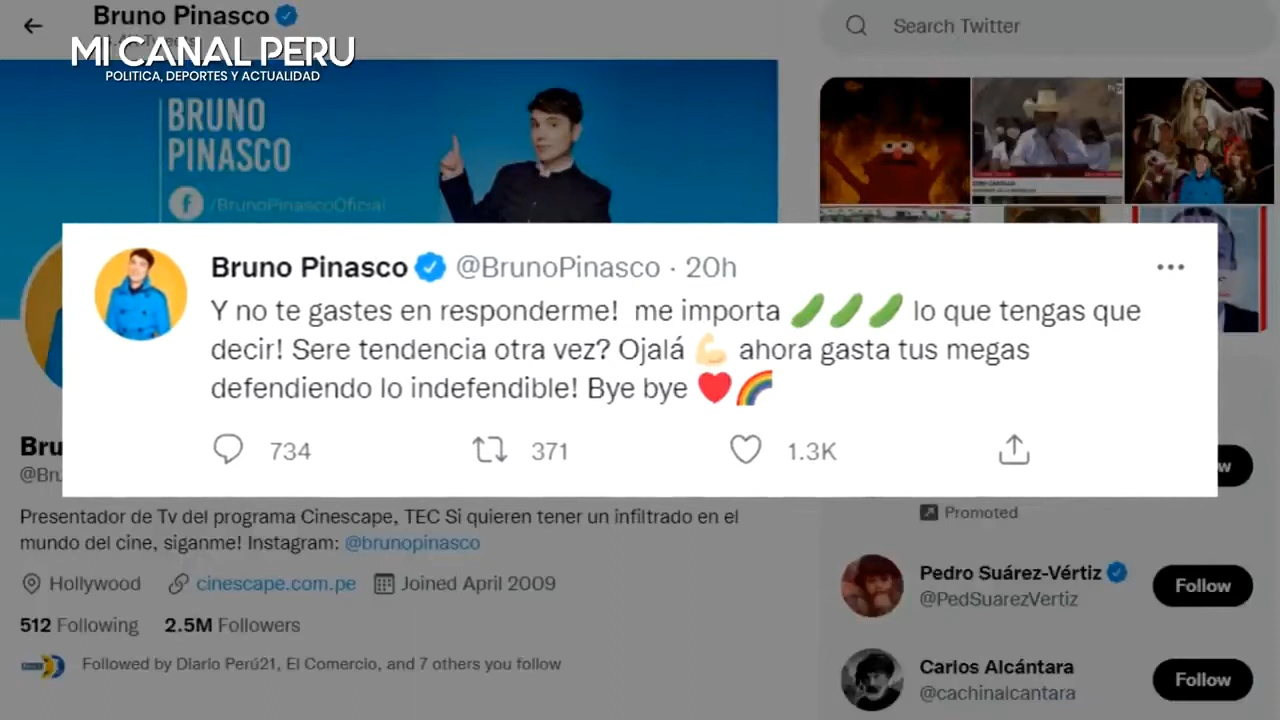 Bruno Pinasco
Tweets
MI CANAL PERU
POLITICA, DEPORTES Y ACTUALIDAD
Search Twitter
BRUNO
PINASCO
f /BrunoPinascoOficial
Bruno Pinasco @BrunoPinasco · 20h
Y no te gastes en responderme! me importa 🥒🥒🥒 lo que tengas que
decir! Sere tendencia otra vez? Ojalá 💪🏻 ahora gasta tus megas
defendiendo lo indefendible! Bye bye ❤️🌈
734 371 1.3K
Bru
@Bru
Presentador de Tv del programa Cinescape, TEC Si quieren tener un infiltrado en el
mundo del cine, siganme! Instagram: @brunopinasco
Hollywood cinescape.com.pe Joined April 2009
512 Following 2.5M Followers
Followed by Diario Perú21, El Comercio, and 7 others you follow
w
Promoted
Pedro Suárez-Vértiz
@PedSuarezVertiz
Follow
Carlos Alcántara
@cachinalcantara
Follow